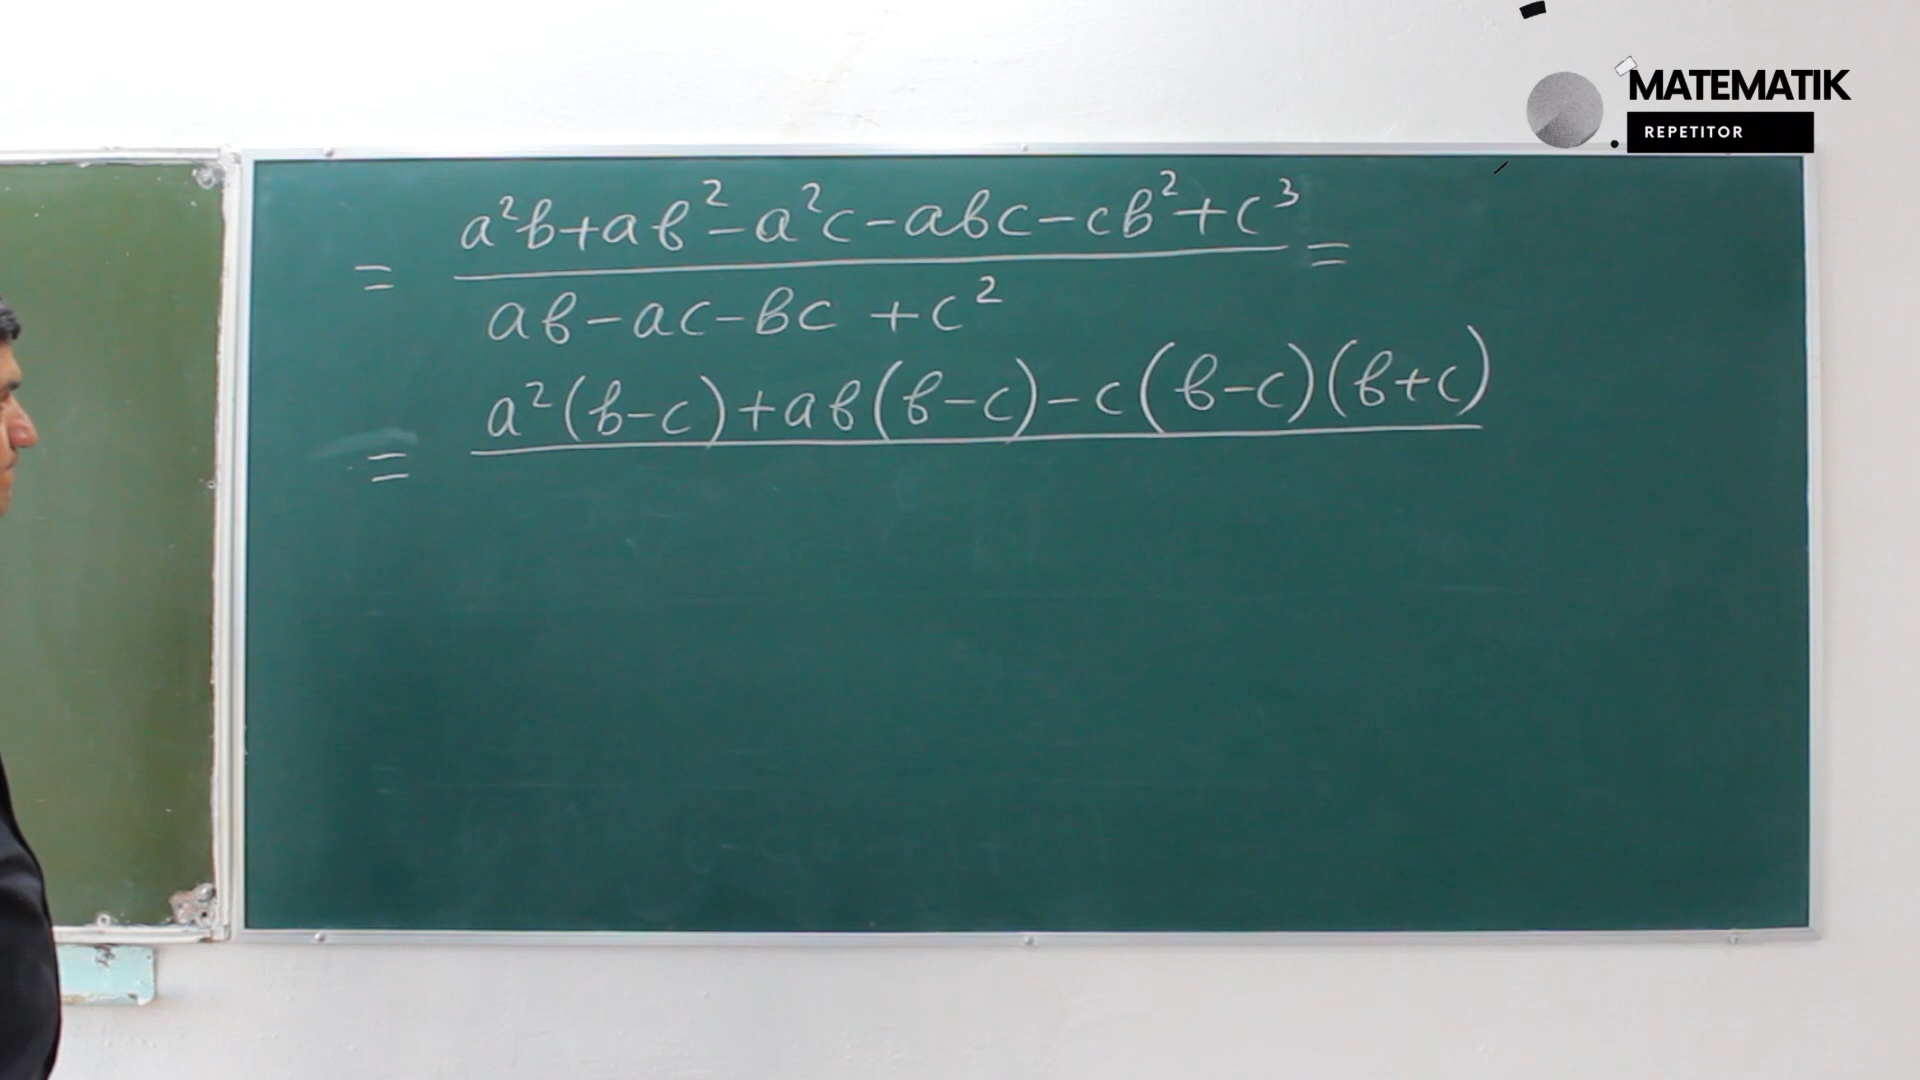 MATEMATIK
REPETITOR
= (a²b+ab²-a²c-abc-cb²+c³)/(ab-ac-bc+c²) =
= a²(b-c)+ab(b-c)-c(b-c)(b+c)